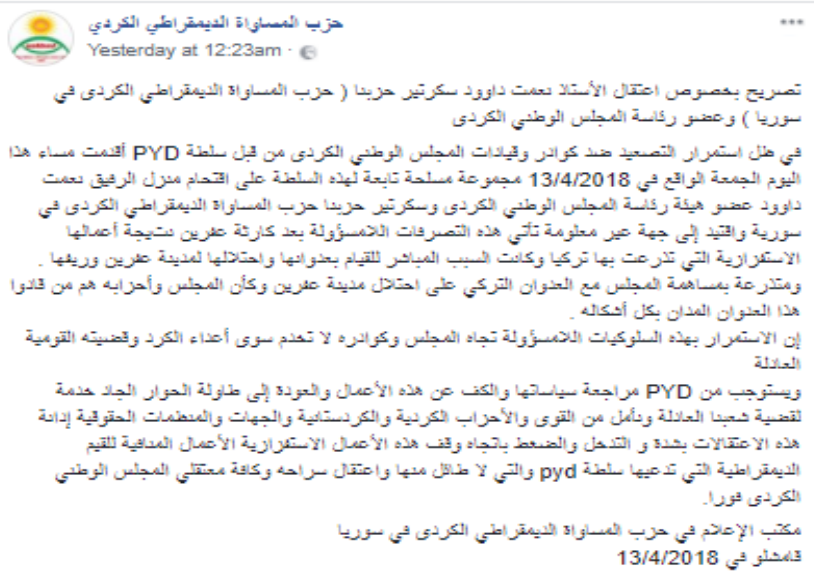 حزب المساواة الديمقراطي الكردي
Yesterday at 12:23am ·
تصريح بخصوص اعتقال الأستاذ نعمت داوود سكرتير حزبنا ( حزب المساواة الديمقراطي الكردي في
سوريا ) وعضو رئاسة المجلس الوطني الكردي
في ظل استمرار التصعيد ضد كوادر وقيادات المجلس الوطني الكردي من قبل سلطة PYD أقدمت مساء هذا
اليوم الجمعة الواقع في 13/4/2018 مجموعة مسلحة تابعة لهذه السلطة على اقتحام منزل الرفيق نعمت
داوود عضو هيئة رئاسة المجلس الوطني الكردي وسكرتير حزبنا حزب المساواة الديمقراطي الكردي في
سورية واقتيد إلى جهة غير معلومة تأتي هذه التصرفات اللامسؤولة بعد كارثة عفرين نتيجة أعمالها
الاستفزازية التي تذرعت بها تركيا وكانت السبب المباشر للقيام بعدوانها واحتلالها لمدينة عفرين وريفها .
ومتذرعة بمساهمة المجلس مع العدوان التركي على احتلال مدينة عفرين وكأن المجلس وأحزابه هم من قادوا
هذا العدوان المدان بكل أشكاله .
إن الاستمرار بهذه السلوكيات اللامسؤولة تجاه المجلس وكوادره لا تخدم سوى أعداء الكرد وقضيته القومية
العادلة
ويستوجب من PYD مراجعة سياساتها والكف عن هذه الأعمال والعودة إلى طاولة الحوار الجاد خدمة
لقضية شعبنا العادلة ونأمل من القوى والأحزاب الكردية والكردستانية والجهات والمنظمات الحقوقية إدانة
هذه الاعتقالات بشدة و التدخل والضغط باتجاه وقف هذه الأعمال الاستفزازية الأعمال المنافية للقيم
الديمقراطية التي تدعيها سلطة pyd والتي لا طائل منها واعتقال سراحه وكافة معتقلي المجلس الوطني
الكردي فورا.
مكتب الإعلام في حزب المساواة الديمقراطي الكردي في سوريا
قامشلو في 13/4/2018